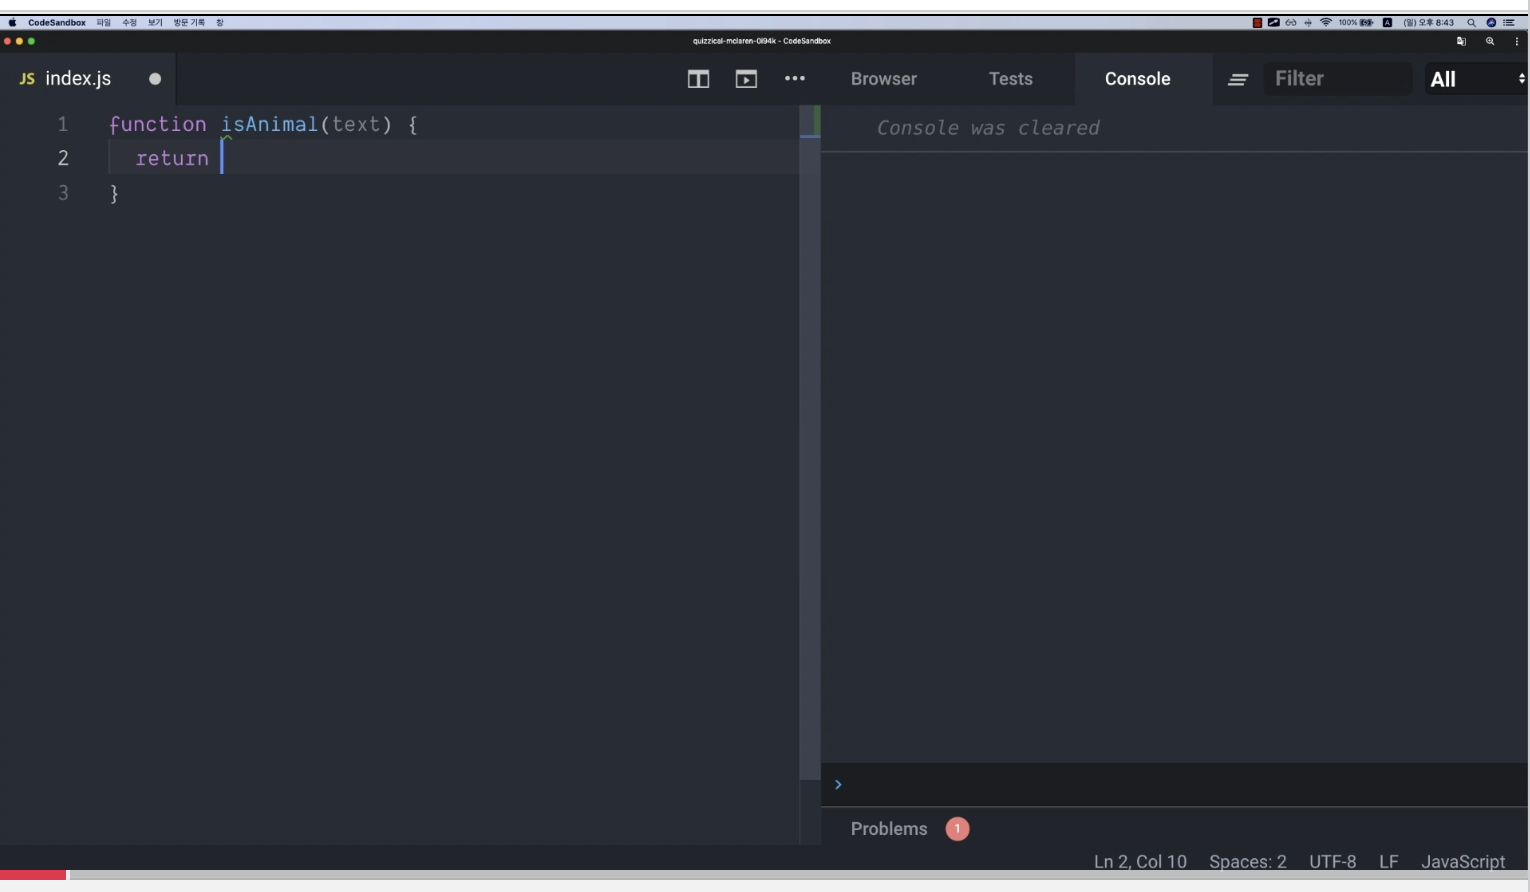 CodeSandbox 파일 수정 보기 방문 기록 창 100% A (일) 오후 8:43
quizzical-mclaren-0l94k - CodeSandbox
JS index.js Browser Tests Console Filter All
1 function isAnimal(text) {
2 return
3 }
Console was cleared
›
Problems 1
Ln 2, Col 10 Spaces: 2 UTF-8 LF JavaScript